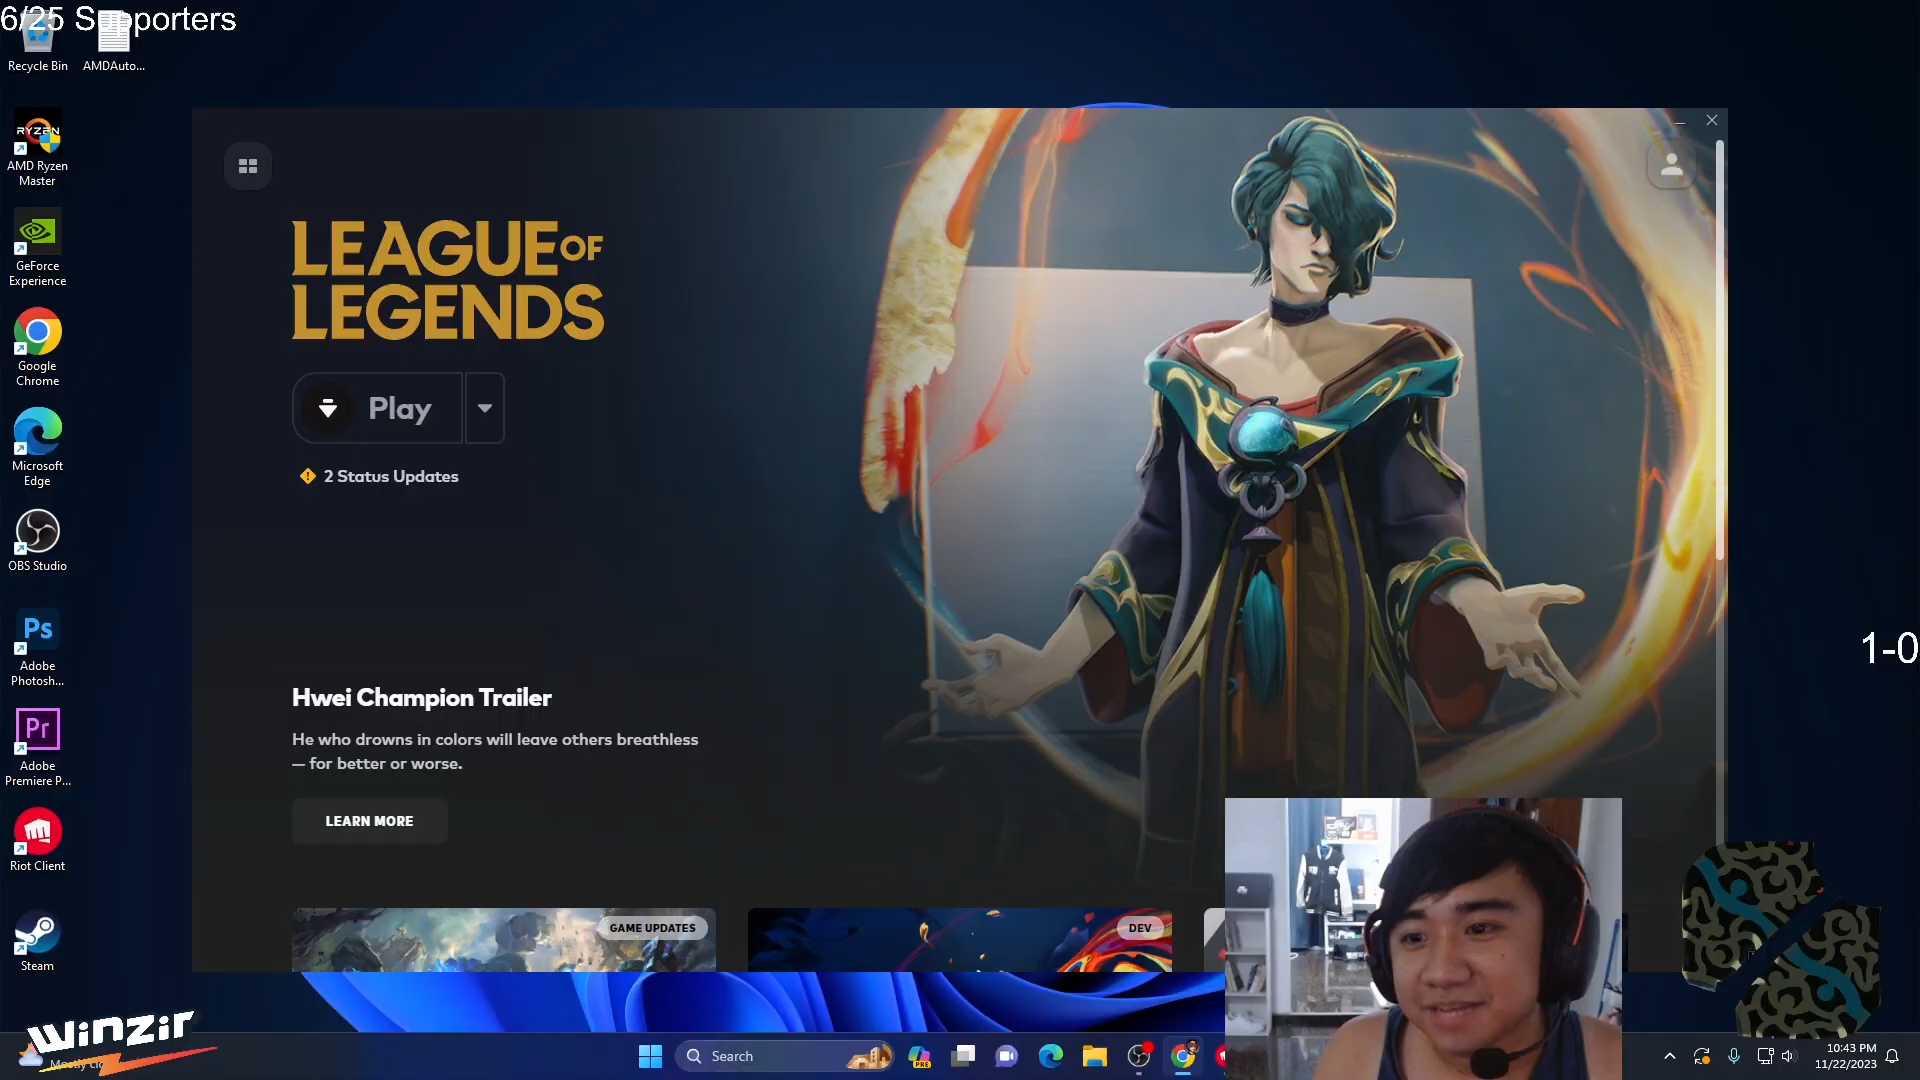 6/25 Supporters
Recycle Bin
AMDAuto...
RYZEN
AMD Ryzen
Master
GeForce
Experience
Google
Chrome
Microsoft
Edge
OBS Studio
Ps
Adobe
Photosh...
Pr
Adobe
Premiere P...
Riot Client
Steam
LEAGUE OF
LEGENDS
Play
2 Status Updates
Hwei Champion Trailer
He who drowns in colors will leave others breathless
— for better or worse.
LEARN MORE
GAME UPDATES
DEV
1-0
Winzir
Search
PRE
10:43 PM
11/22/2023